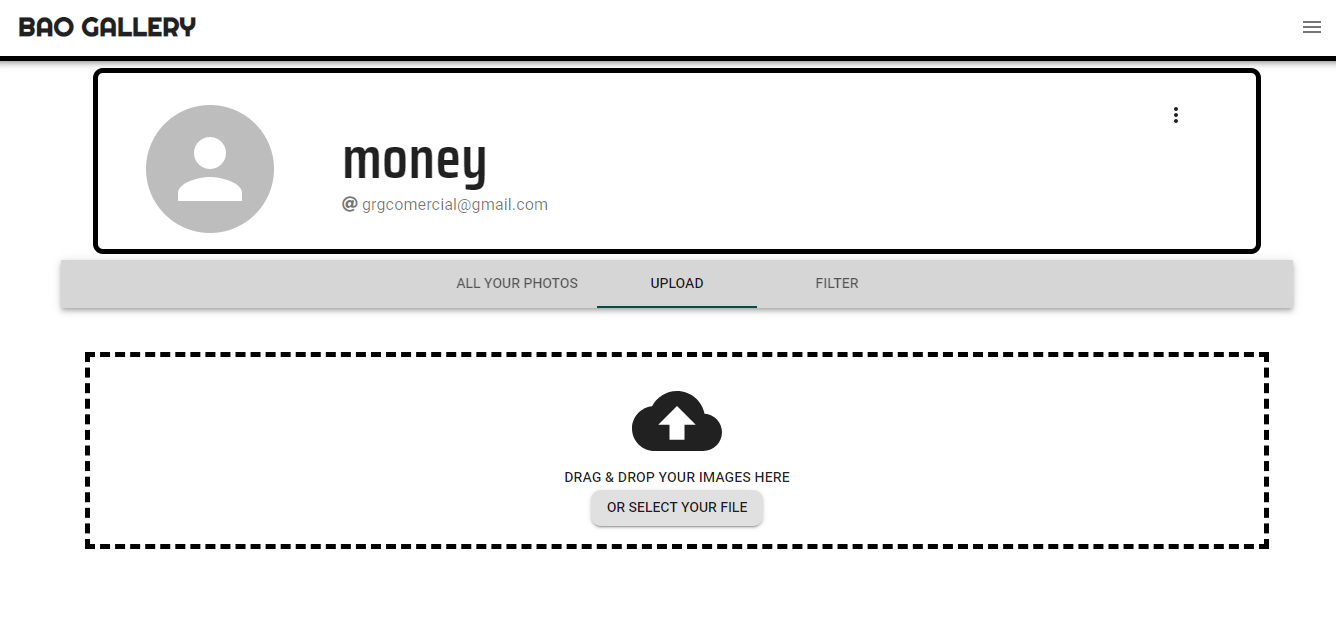 BAO GALLERY
money
@ grgcomercial@gmail.com
ALL YOUR PHOTOS UPLOAD FILTER
DRAG & DROP YOUR IMAGES HERE
OR SELECT YOUR FILE